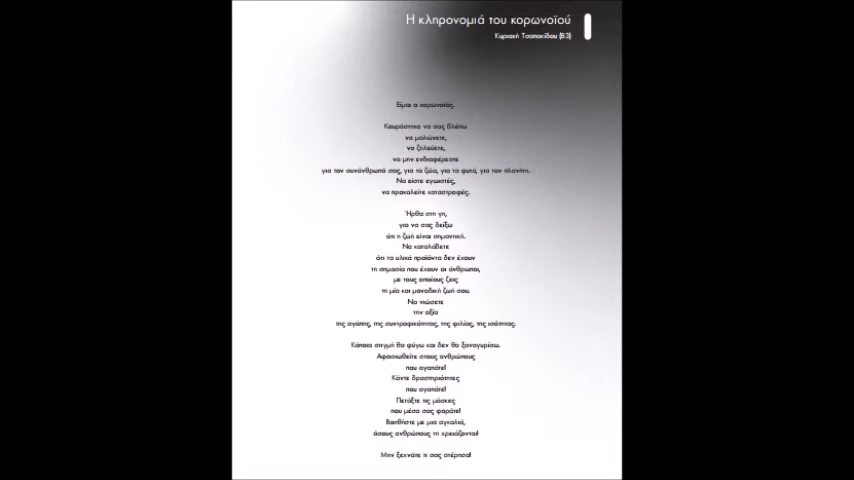 Η κληρονομιά του κορωνοϊού
Κυριακή Τσαπακίδου (Β3)
Είμαι ο κορωνοϊός.
Κουράστηκα να σας βλέπω
να μαλώνετε,
να ζηλεύετε,
να μην ενδιαφέρεστε
για τον συνάνθρωπό σας, για τα ζώα, για τα φυτά, για τον πλανήτη.
Να είστε εγωιστές,
να προκαλείτε καταστροφές.
Ήρθα στη γη,
για να σας δείξω
ότι η ζωή είναι σημαντική.
Να καταλάβετε
ότι τα υλικά προϊόντα δεν έχουν
τη σημασία που έχουν οι άνθρωποι,
με τους οποίους ζεις
τη μία και μοναδική ζωή σου.
Να νιώσετε
την αξία
της αγάπης, της συντροφικότητας, της φιλίας, της ισότητας.
Κάποια στιγμή θα φύγω και δεν θα ξαναγυρίσω.
Αφοσιωθείτε στους ανθρώπους
που αγαπάτε!
Κάντε δραστηριότητες
που αγαπάτε!
Πετάξτε τις μάσκες
που μέσα σας φοράτε!
Βοηθήστε με μια αγκαλιά,
όσους ανθρώπους τη χρειάζονται!
Μην ξεχνάτε τι σας στέρησα!